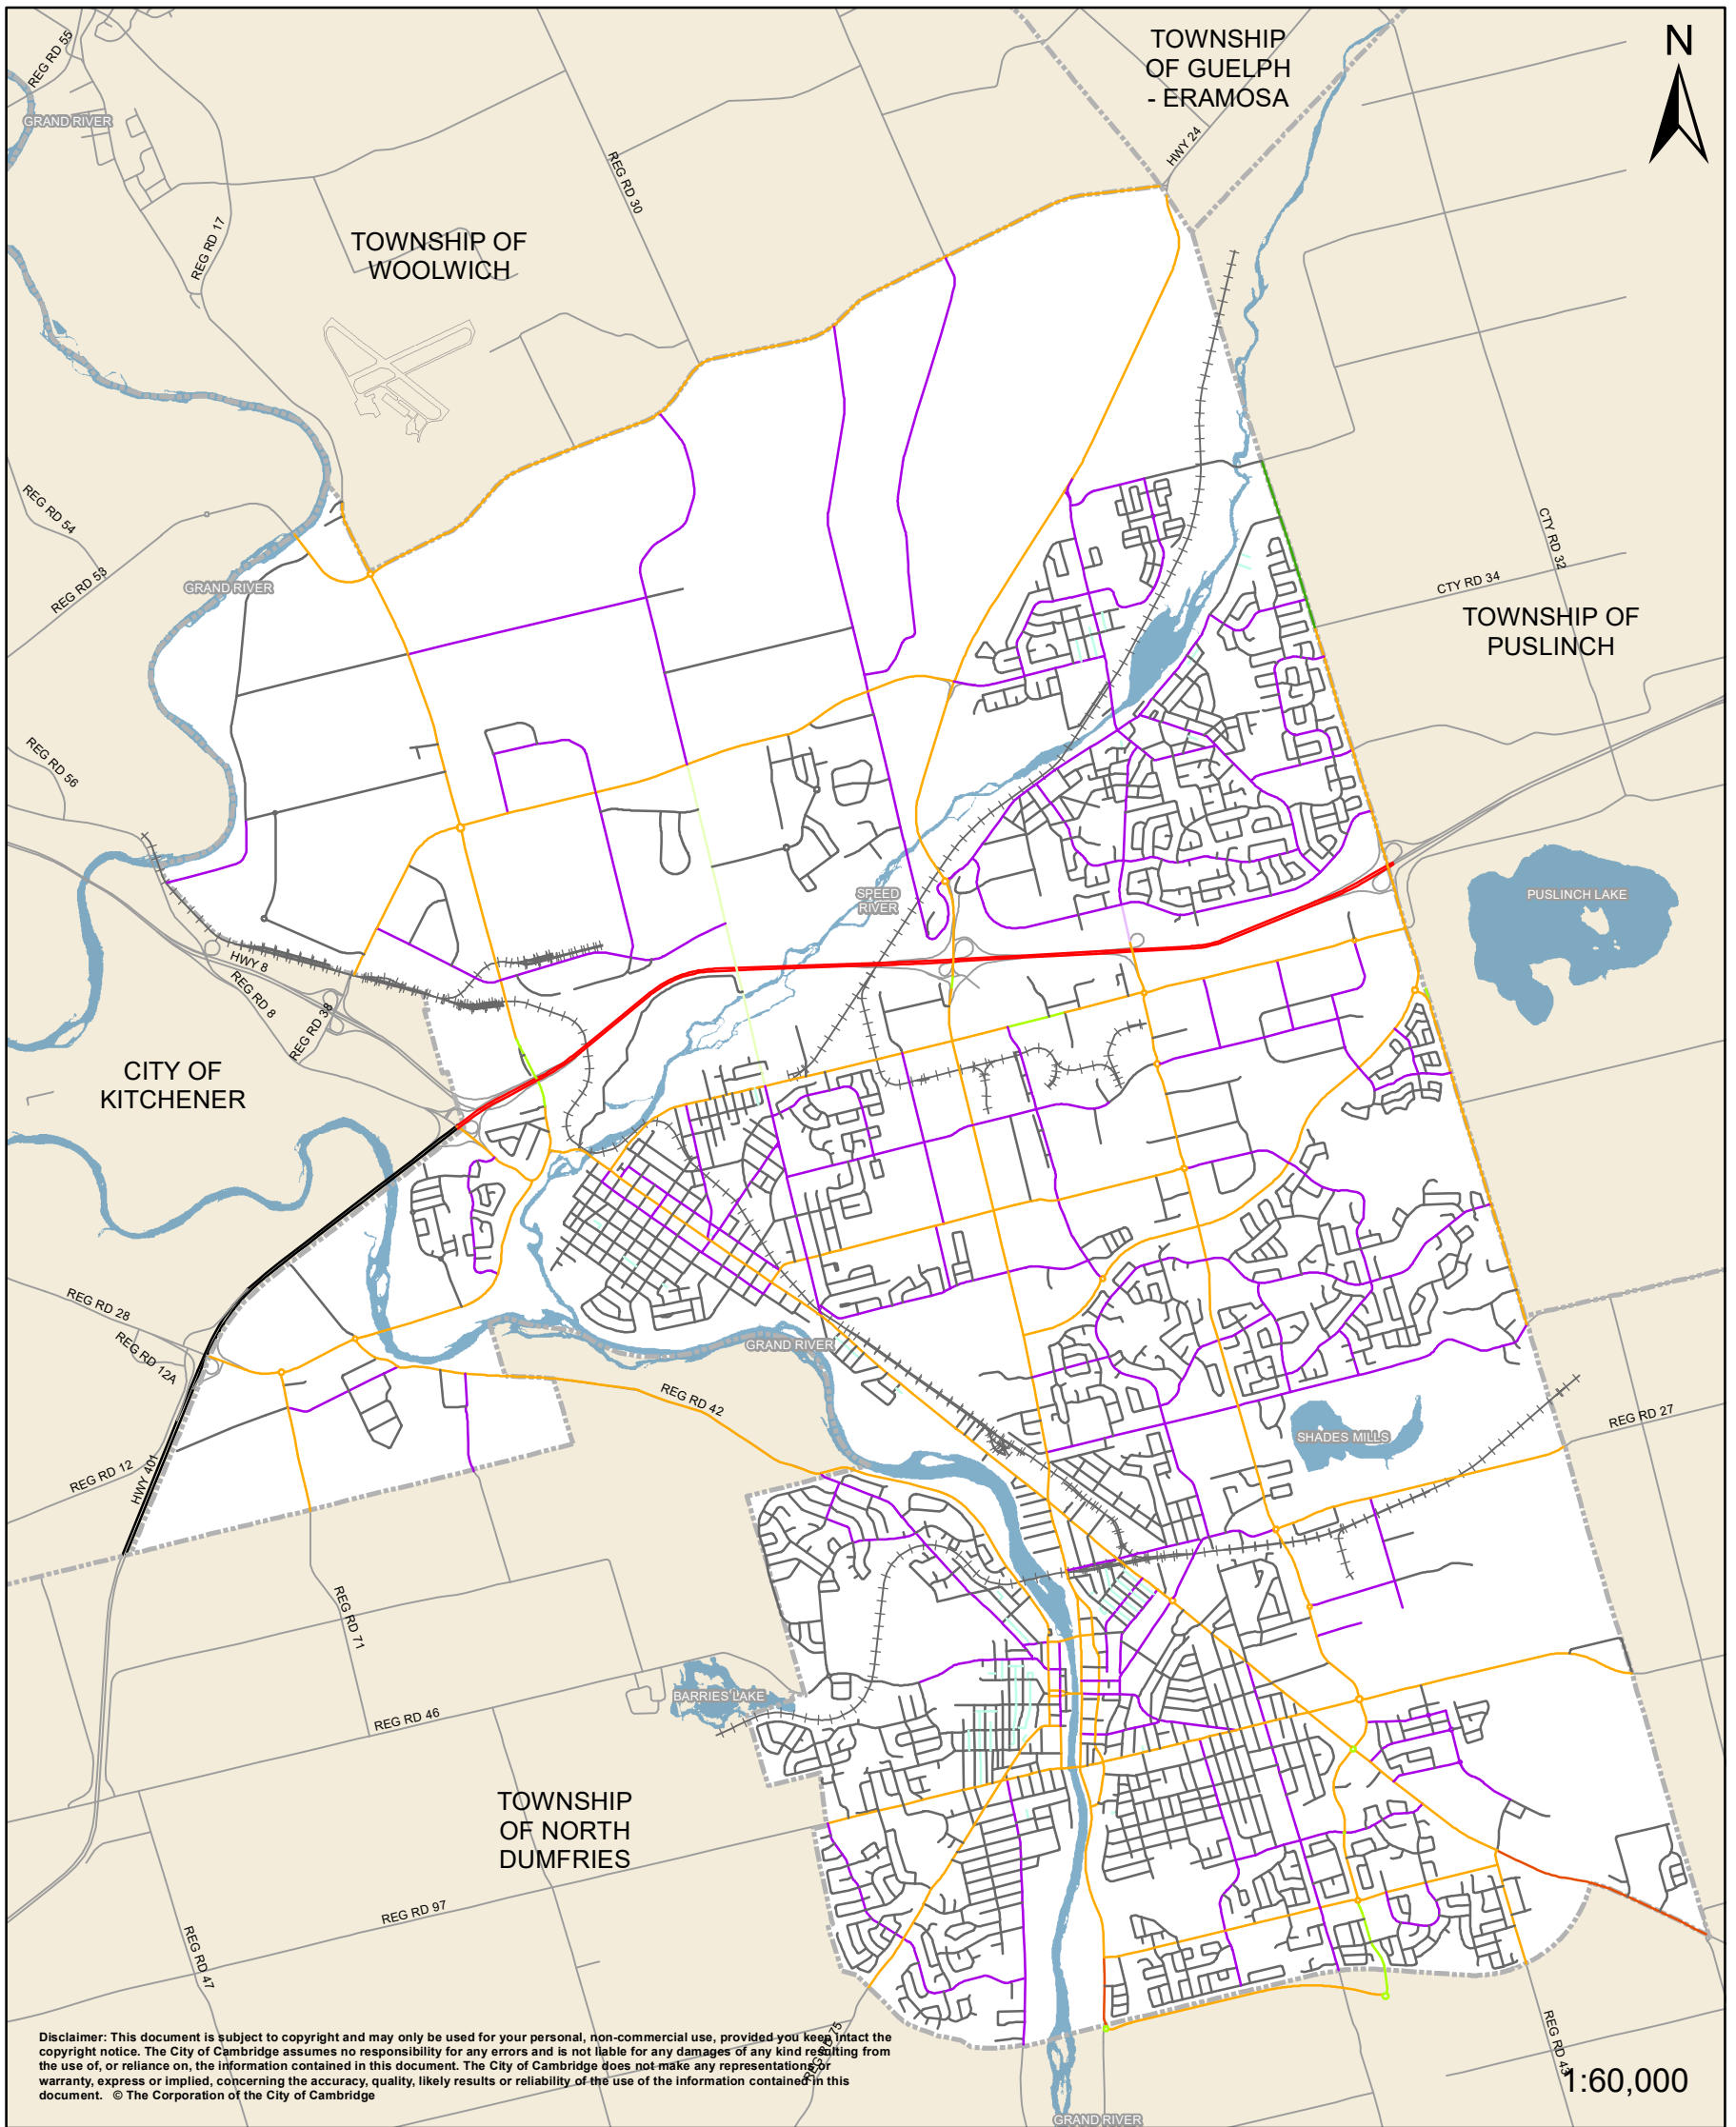 TOWNSHIP
OF GUELPH
- ERAMOSA
N
REG RD 55
GRAND RIVER
HWY 24
REG RD 30
REG RD 17
TOWNSHIP OF
WOOLWICH
REG RD 54
REG RD 53
GRAND RIVER
CTY RD 32
CTY RD 34
TOWNSHIP OF
PUSLINCH
REG RD 56
SPEED
RIVER
PUSLINCH LAKE
HWY 8
REG RD 8
REG RD 38
CITY OF
KITCHENER
REG RD 28
REG RD 12A
GRAND RIVER
REG RD 42
REG RD 27
SHADES MILLS
REG RD 12
HWY 401
REG RD 71
BARRIES LAKE
REG RD 46
TOWNSHIP
OF NORTH
DUMFRIES
REG RD 97
REG RD 47
REG RD 75
REG RD 43
Disclaimer: This document is subject to copyright and may only be used for your personal, non-commercial use, provided you keep intact the
copyright notice. The City of Cambridge assumes no responsibility for any errors and is not liable for any damages of any kind resulting from
the use of, or reliance on, the information contained in this document. The City of Cambridge does not make any representations or
warranty, express or implied, concerning the accuracy, quality, likely results or reliability of the use of the information contained in this
document. © The Corporation of the City of Cambridge
1:60,000
GRAND RIVER